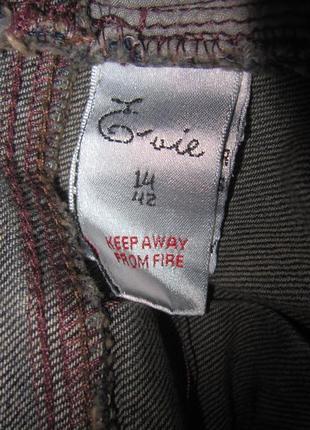 E-vie
14
42
KEEP AWAY
FROM FIRE